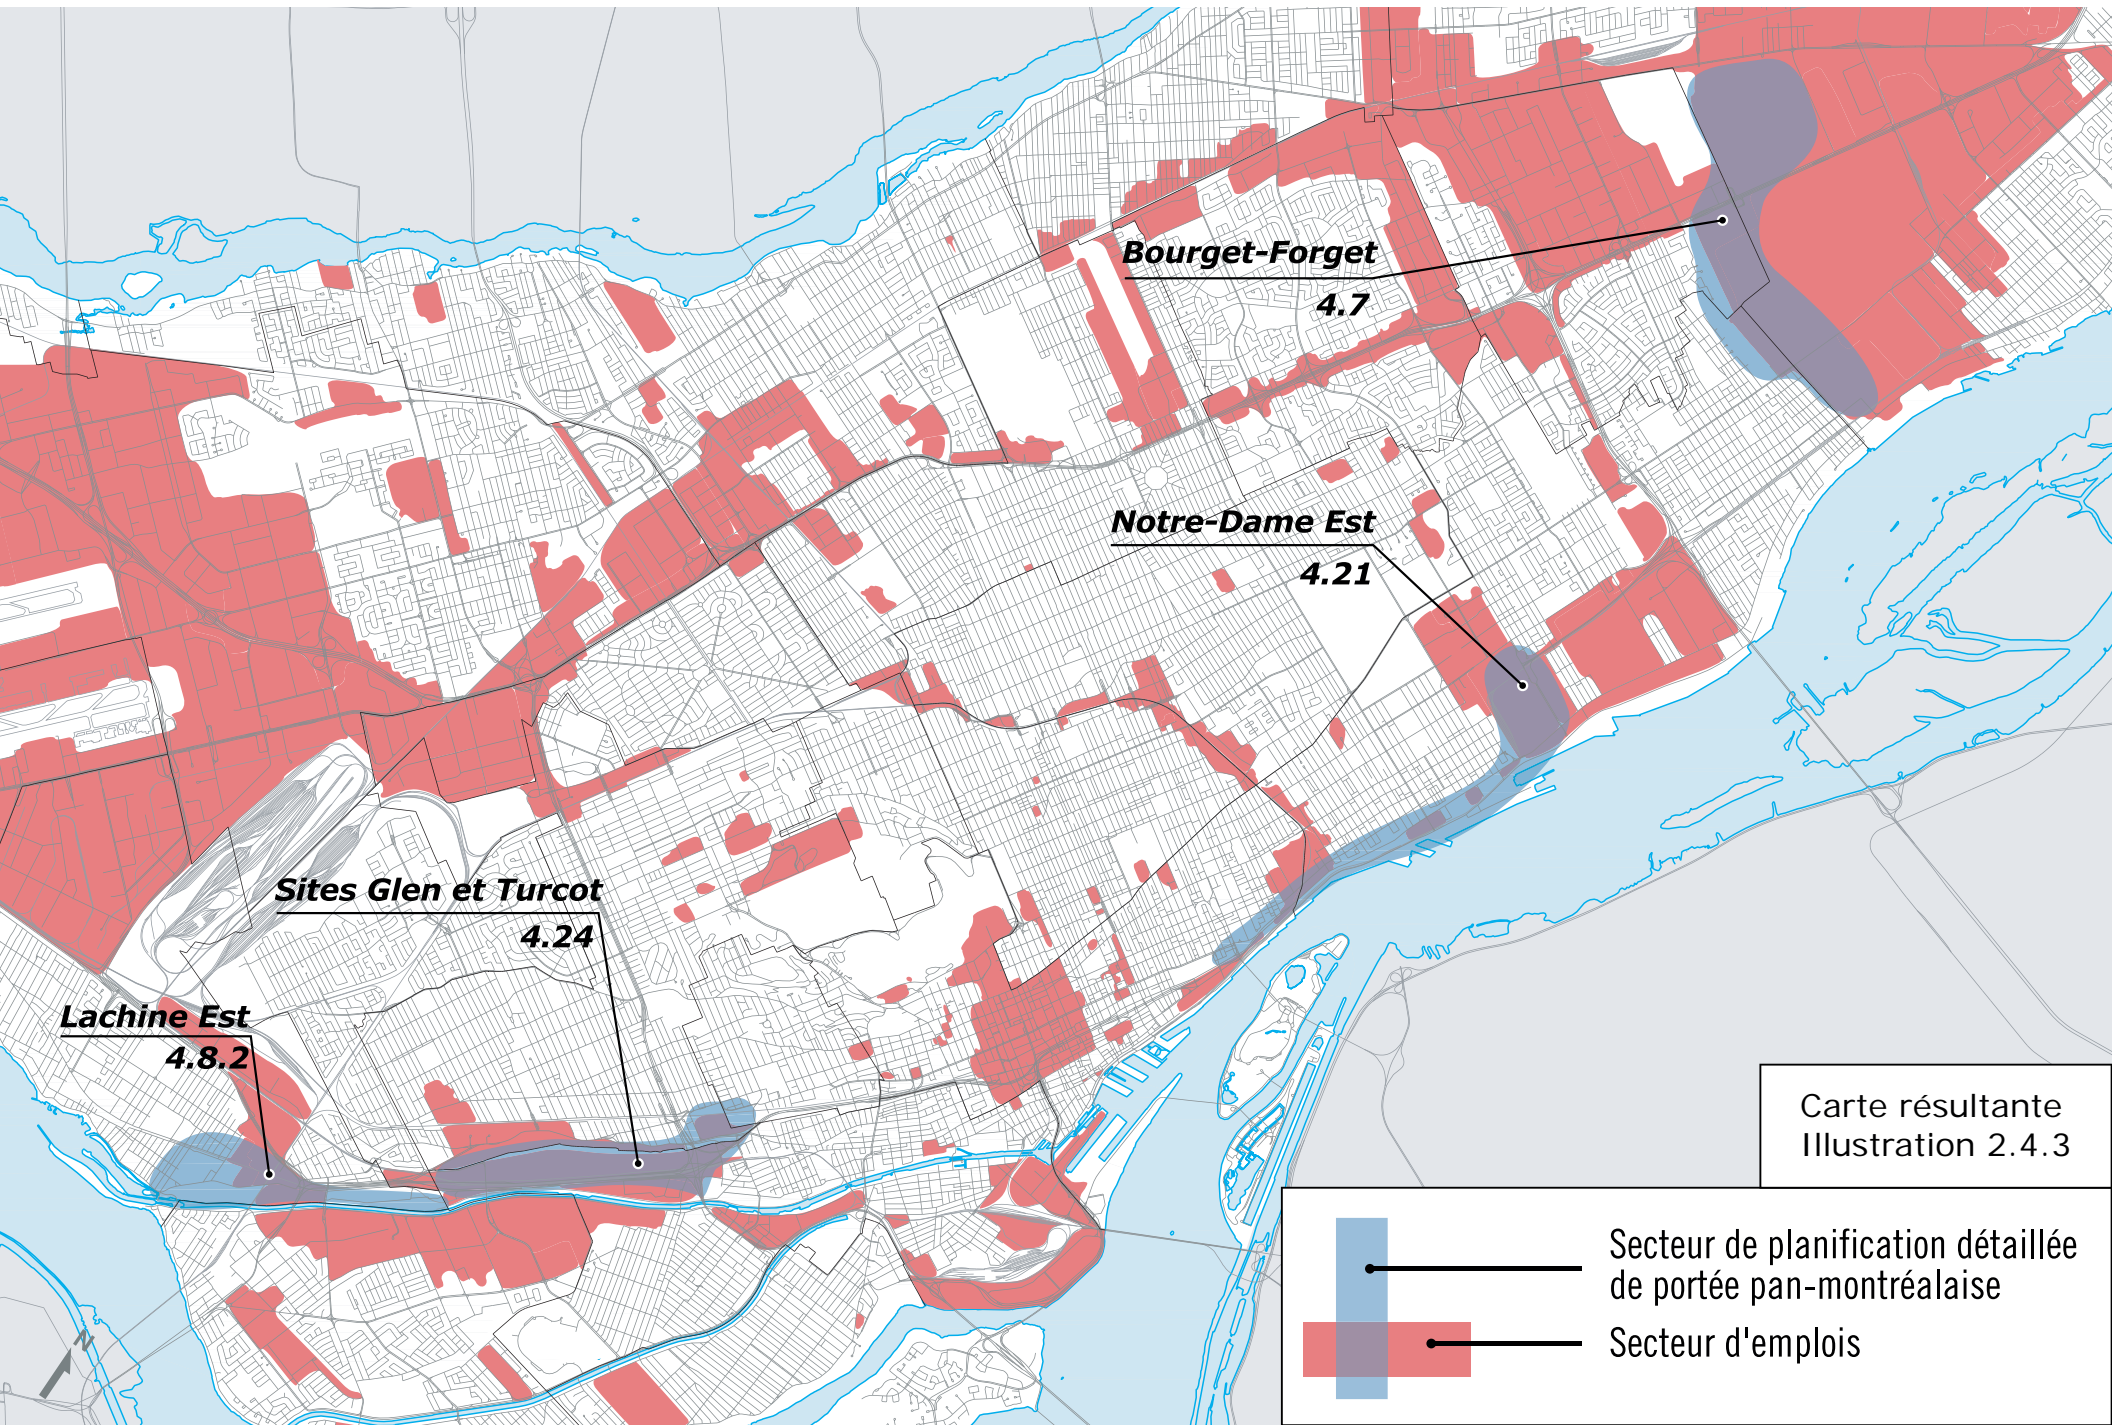 Bourget-Forget
4.7
Notre-Dame Est
4.21
Sites Glen et Turcot
4.24
Lachine Est
4.8.2
N
Carte résultante
Illustration 2.4.3
Secteur de planification détaillée
de portée pan-montréalaise
Secteur d'emplois